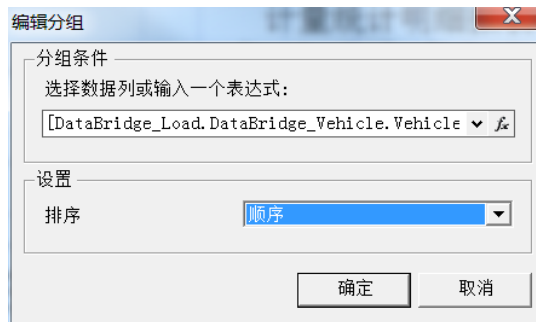 编辑分组
分组条件
选择数据列或输入一个表达式:
[DataBridge_Load.DataBridge_Vehicle.Vehicle
设置
排序
顺序
确定
取消